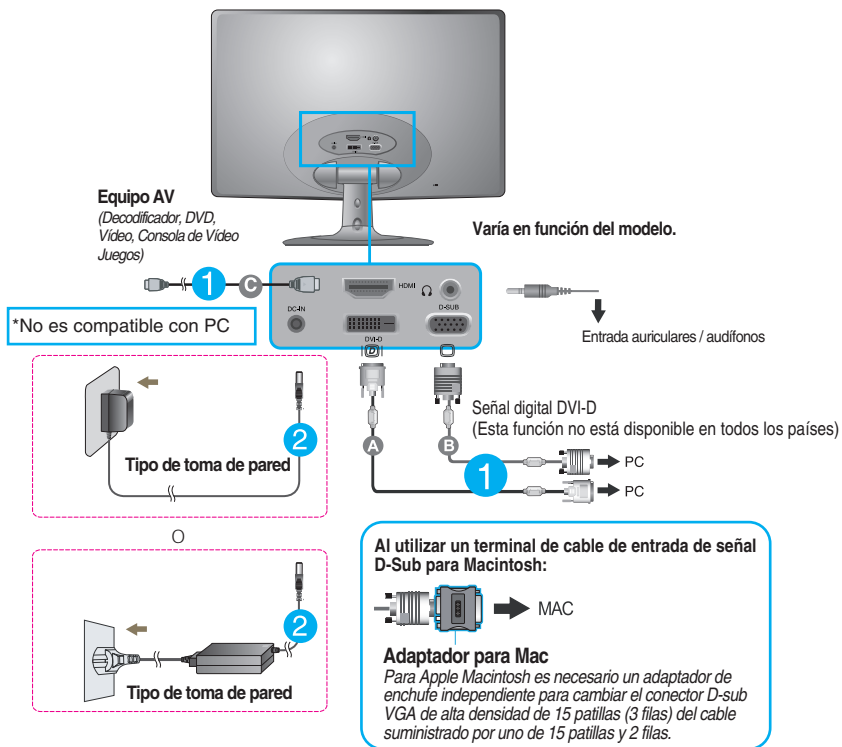 Equipo AV
(Decodificador, DVD,
Vídeo, Consola de Vídeo
Juegos)
Varía en función del modelo.
1
C
HDMI
DC-IN
D-SUB
DVI-D
D
*No es compatible con PC
Entrada auriculares / audífonos
Señal digital DVI-D
(Esta función no está disponible en todos los países)
A
B
1
PC
PC
2
Tipo de toma de pared
O
2
Tipo de toma de pared
Al utilizar un terminal de cable de entrada de señal
D-Sub para Macintosh:
MAC
Adaptador para Mac
Para Apple Macintosh es necesario un adaptador de
enchufe independiente para cambiar el conector D-sub
VGA de alta densidad de 15 patillas (3 filas) del cable
suministrado por uno de 15 patillas y 2 filas.